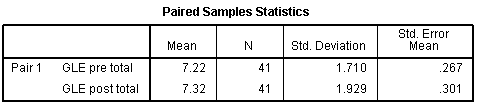 Paired Samples Statistics
Mean N Std. Deviation Std. Error Mean
Pair 1 GLE pre total 7.22 41 1.710 .267
GLE post total 7.32 41 1.929 .301